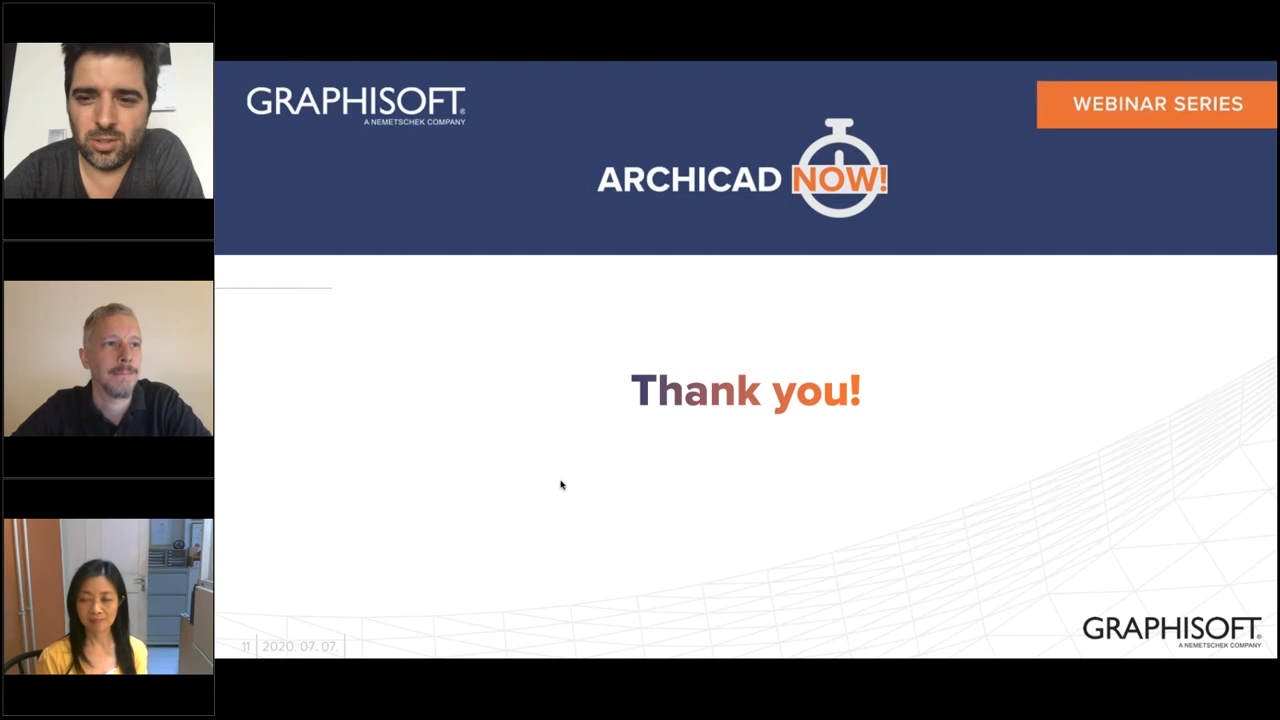 GRAPHISOFT®
A NEMETSCHEK COMPANY
WEBINAR SERIES
ARCHICAD NOW!
Thank you!
11 2020. 07. 07.
GRAPHISOFT®
A NEMETSCHEK COMPANY